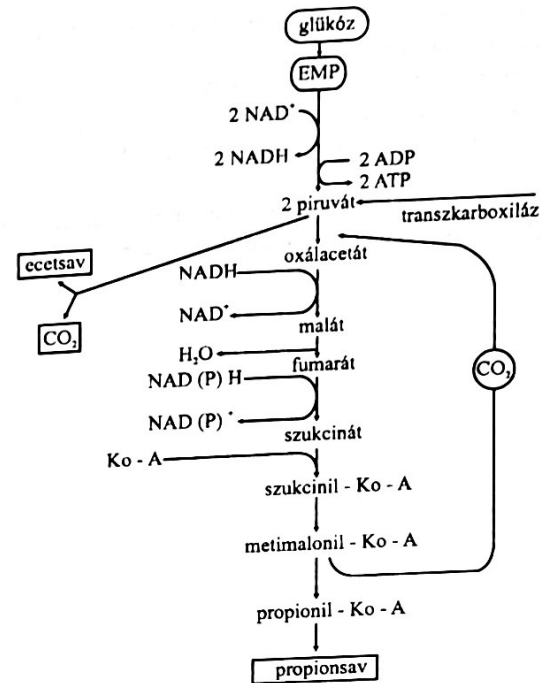 glükóz
EMP
2 NAD⁺
2 NADH
2 ADP
2 ATP
2 piruvát
transzkarboxiláz
ecetsav
CO₂
oxálacetát
NADH
NAD⁺
malát
H₂O
fumarát
NAD (P) H
NAD (P) ⁺
CO₂
szukcinát
Ko - A
szukcinil - Ko - A
metimalonil - Ko - A
propionil - Ko - A
propionsav